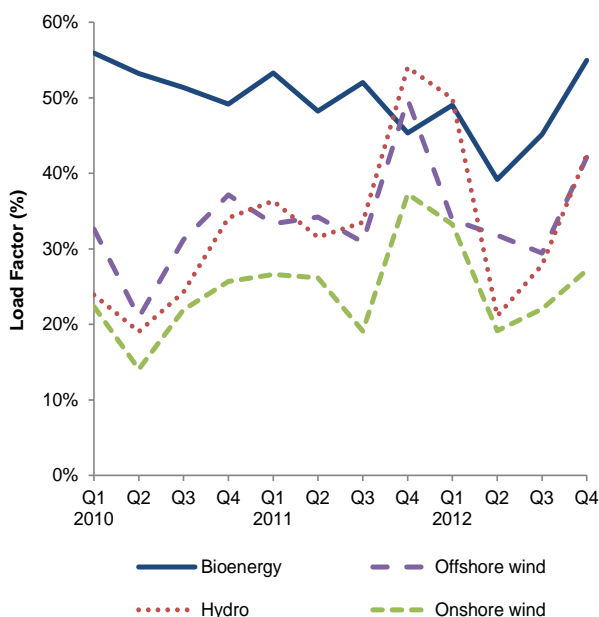 60%
50%
40%
30%
20%
10%
0%
Load Factor (%)
Q1 Q2 Q3 Q4 Q1 Q2 Q3 Q4 Q1 Q2 Q3 Q4
2010 2011 2012
Bioenergy Offshore wind
Hydro Onshore wind